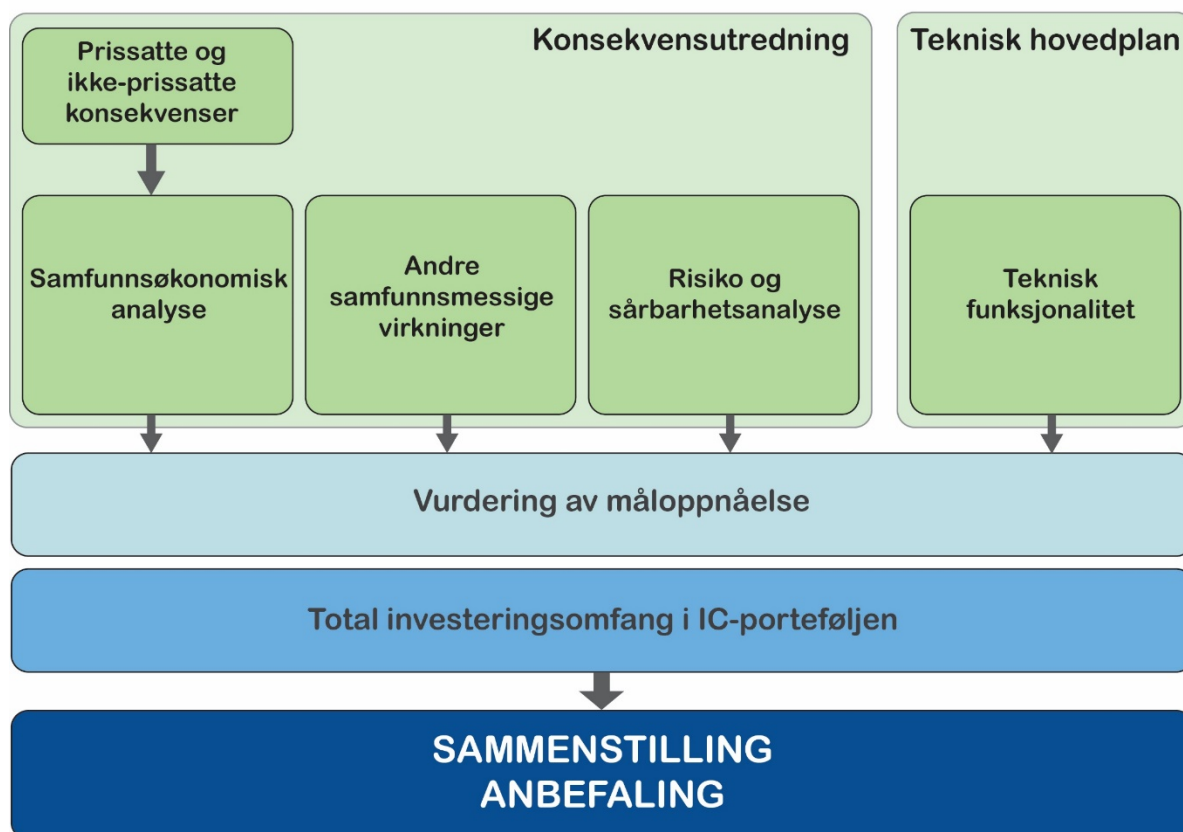 Konsekvensutredning
Teknisk hovedplan
Prissatte og
ikke-prissatte
konsekvenser
Samfunnsøkonomisk
analyse
Andre
samfunnsmessige
virkninger
Risiko og
sårbarhetsanalyse
Teknisk
funksjonalitet
Vurdering av måloppnåelse
Total investeringsomfang i IC-porteføljen
SAMMENSTILLING
ANBEFALING